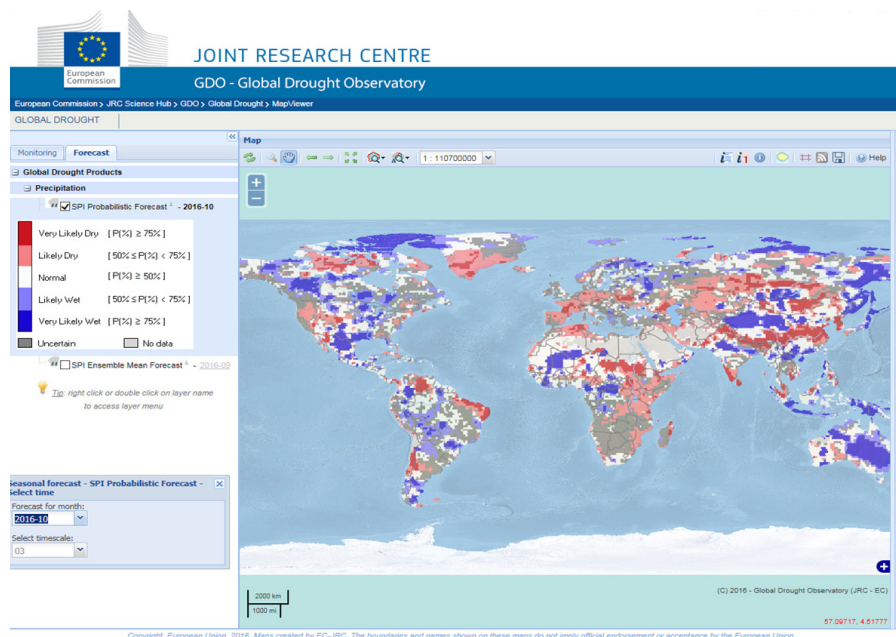 European
Commission
JOINT RESEARCH CENTRE
GDO - Global Drought Observatory
European Commission > JRC Science Hub > GDO > Global Drought > MapViewer
GLOBAL DROUGHT
Monitoring Forecast
Global Drought Products
Precipitation
SPI Probabilistic Forecast - 2016-10
Very Likely Dry [ P(%) ≥ 75% ]
Likely Dry [ 50% ≤ P(%) < 75% ]
Normal [ P(%) ≥ 50% ]
Likely Wet [ 50% ≤ P(%) < 75% ]
Very Likely Wet [ P(%) ≥ 75% ]
Uncertain No data
SPI Ensemble Mean Forecast - 2016-09
Tip: right click or double click on layer name
to access layer menu
Seasonal forecast - SPI Probabilistic Forecast -
Select time
Forecast for month:
2016-10
Select timescale:
03
Map
1 : 110700000
Help
2000 km
1000 mi
(C) 2016 - Global Drought Observatory (JRC - EC)
57.09717, 4.51777
Copyright, European Union, 2016. Maps created by EC-JRC. The boundaries and names shown on these maps do not imply official endorsement or acceptance by the European Union.